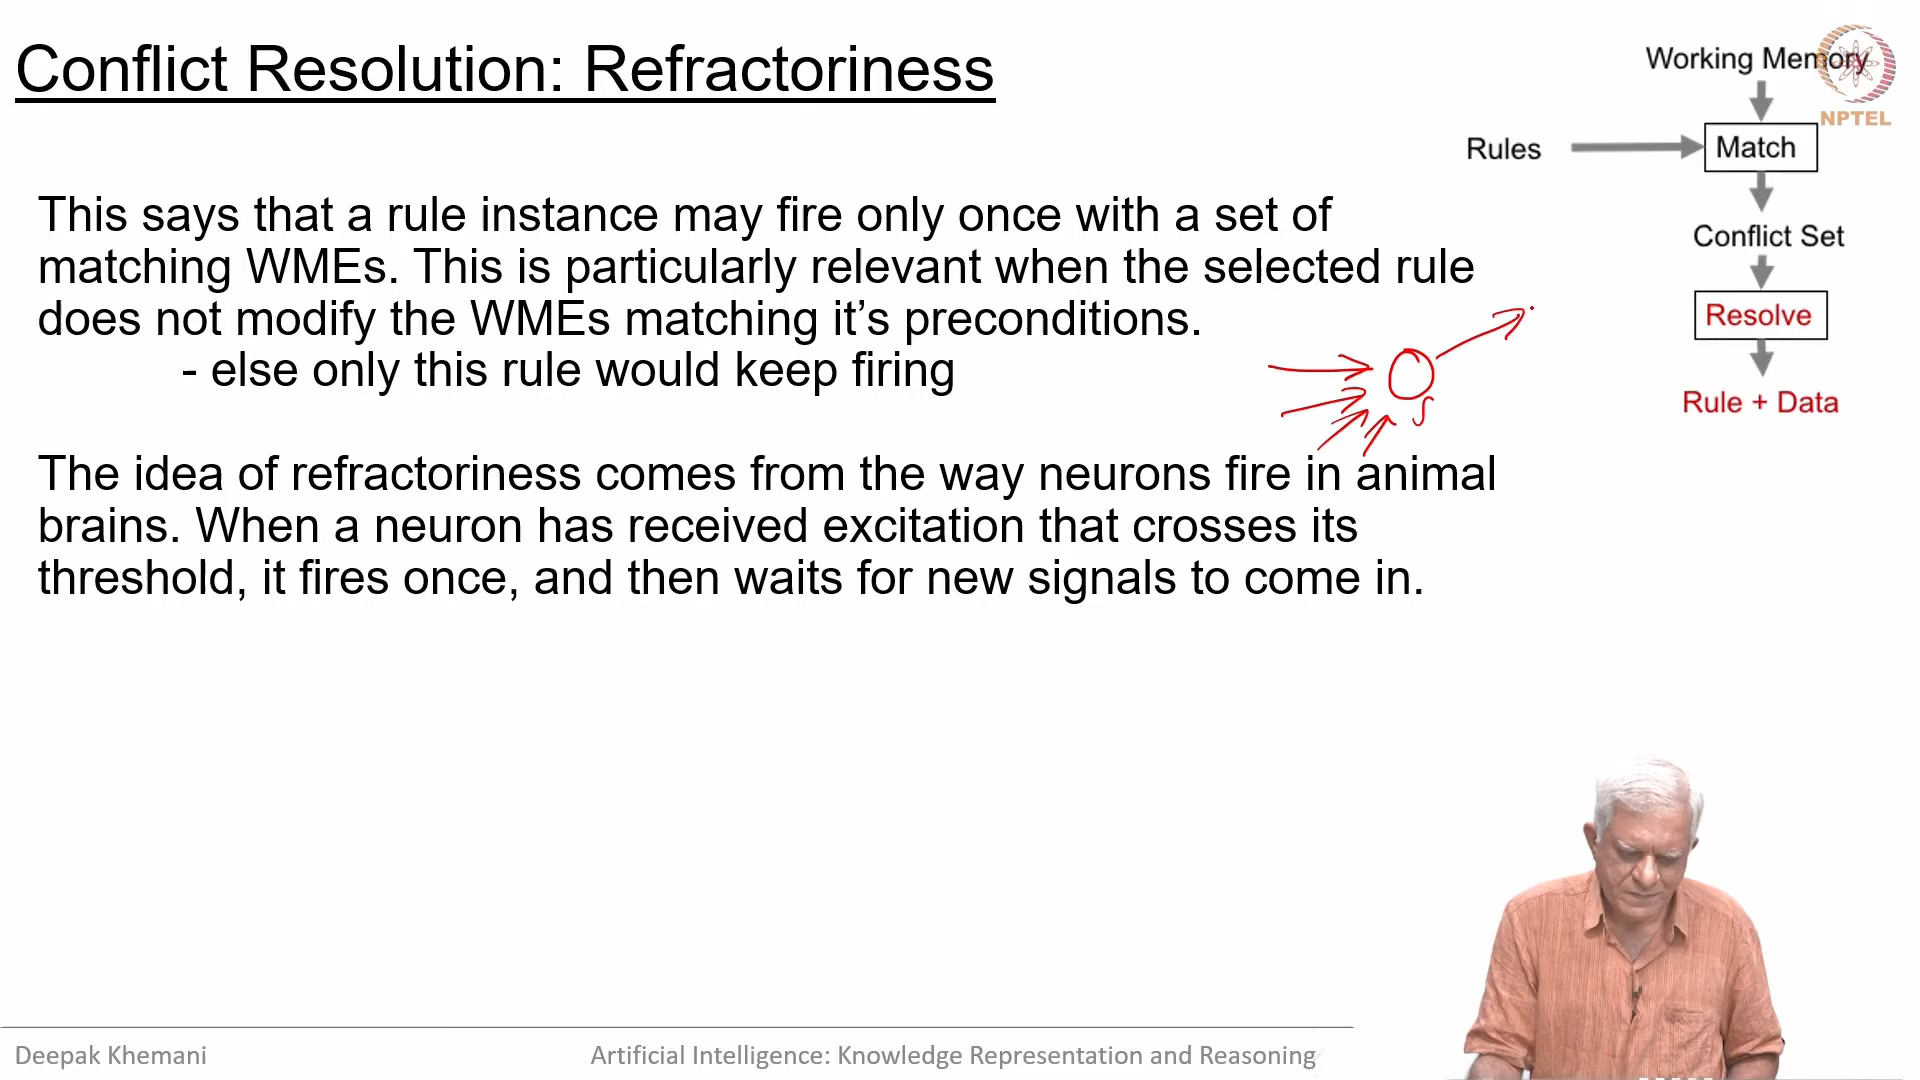 Conflict Resolution: Refractoriness
Working Memory
NPTEL
Rules
Match
Conflict Set
Resolve
Rule + Data
This says that a rule instance may fire only once with a set of
matching WMEs. This is particularly relevant when the selected rule
does not modify the WMEs matching it’s preconditions.
- else only this rule would keep firing
The idea of refractoriness comes from the way neurons fire in animal
brains. When a neuron has received excitation that crosses its
threshold, it fires once, and then waits for new signals to come in.
Deepak Khemani
Artificial Intelligence: Knowledge Representation and Reasoning